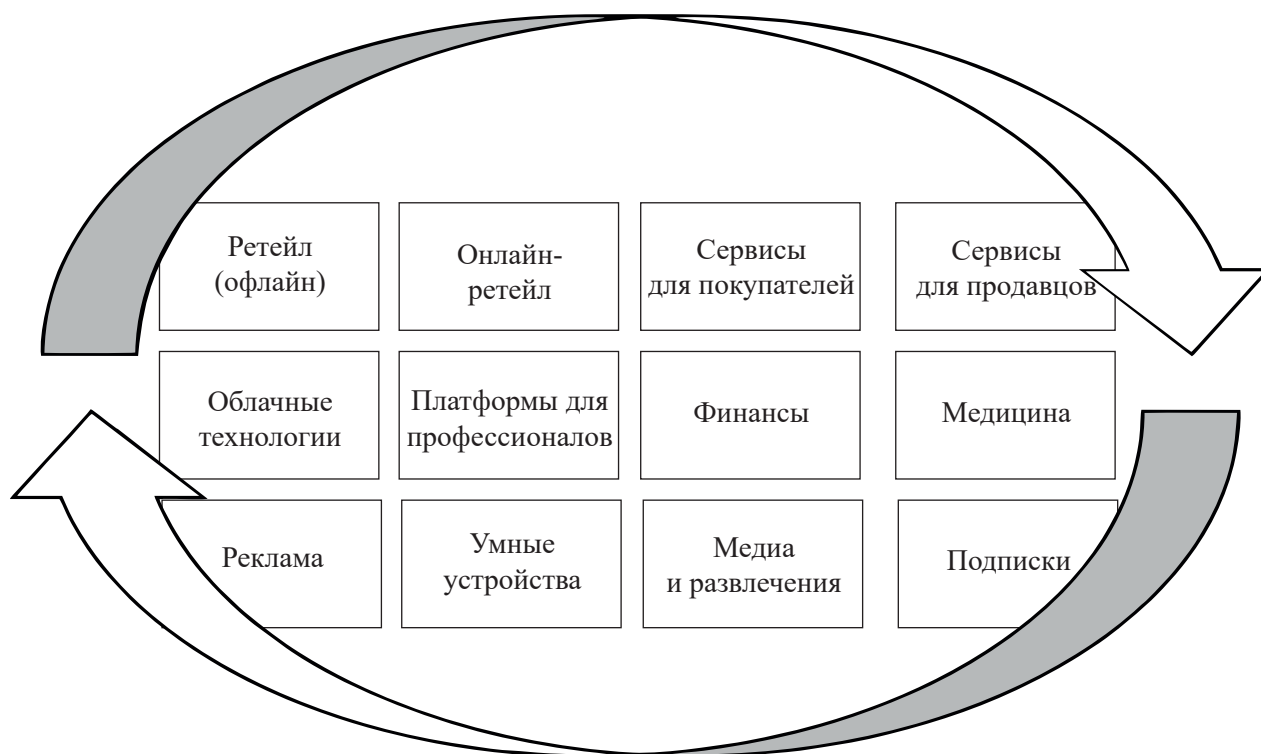 Ретейл
(офлайн)
Онлайн-
ретейл
Сервисы
для покупателей
Сервисы
для продавцов
Облачные
технологии
Платформы для
профессионалов
Финансы
Медицина
Реклама
Умные
устройства
Медиа
и развлечения
Подписки